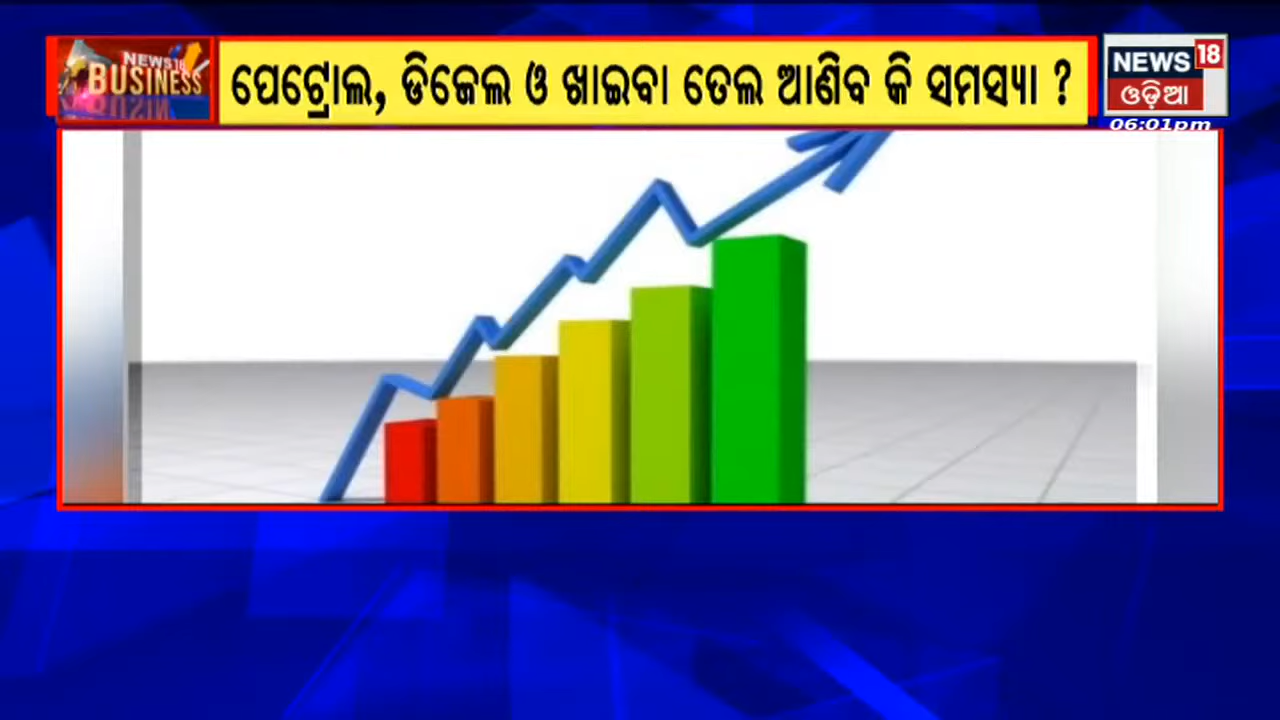 NEWS18
BUSINESS
ପେଟ୍ରୋଲ, ଡିଜେଲ ଓ ଖାଇବା ତେଲ ଆଣିବ କି ସମସ୍ୟା ?
NEWS 18
ଓଡ଼ିଆ
06:01pm